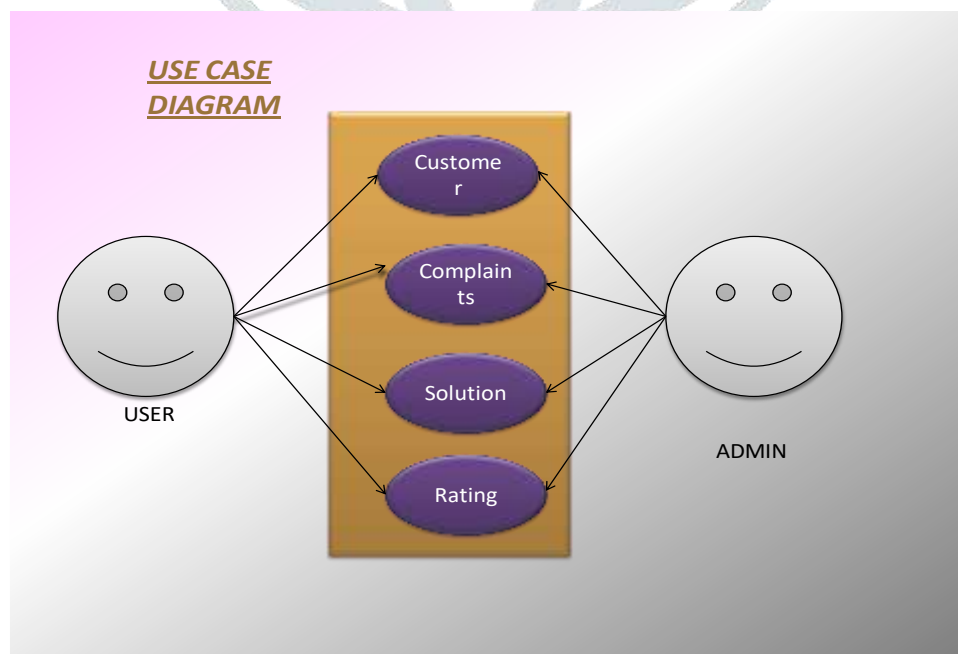 USE CASE
DIAGRAM
Custome
r
Complain
ts
Solution
Rating
USER
ADMIN